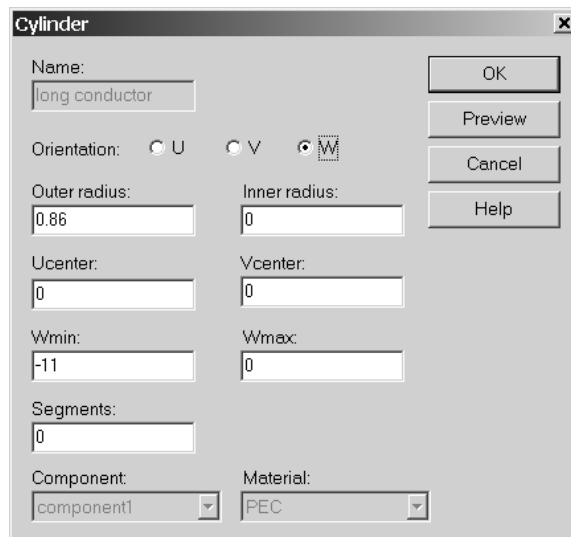 Cylinder
Name:
long conductor
OK
Preview
Orientation: U V W
Cancel
Outer radius: Inner radius:
Help
0.86 0
Ucenter: Vcenter:
0 0
Wmin: Wmax:
-11 0
Segments:
0
Component: Material:
component1 PEC